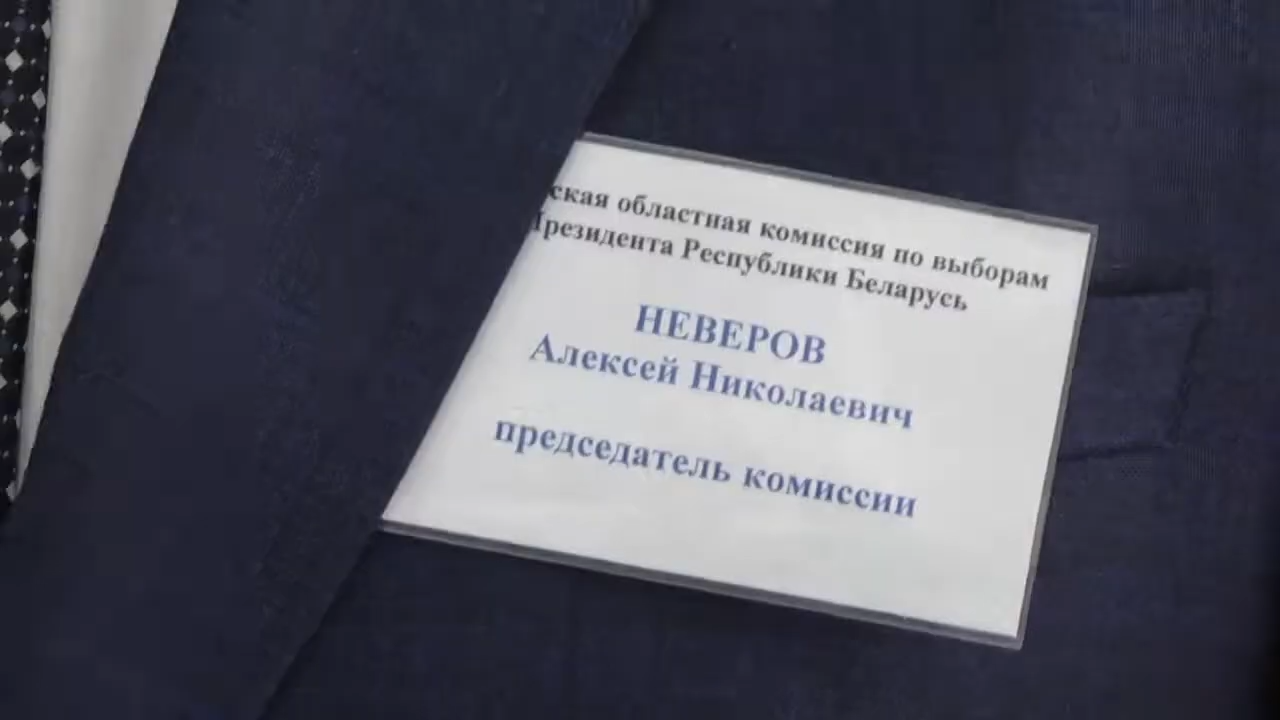 ская областная комиссия по выборам
Президента Республики Беларусь
НЕВЕРОВ
Алексей Николаевич
председатель комиссии